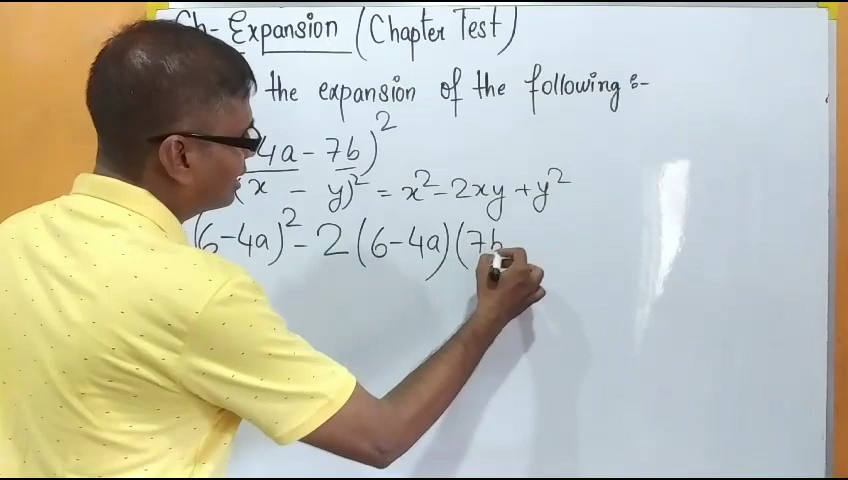 Ch- Expansion (Chapter Test)
the expansion of the following :-
4a - 7b)²
(x - y)² = x² - 2xy + y²
(6-4a)² - 2(6-4a)(7b